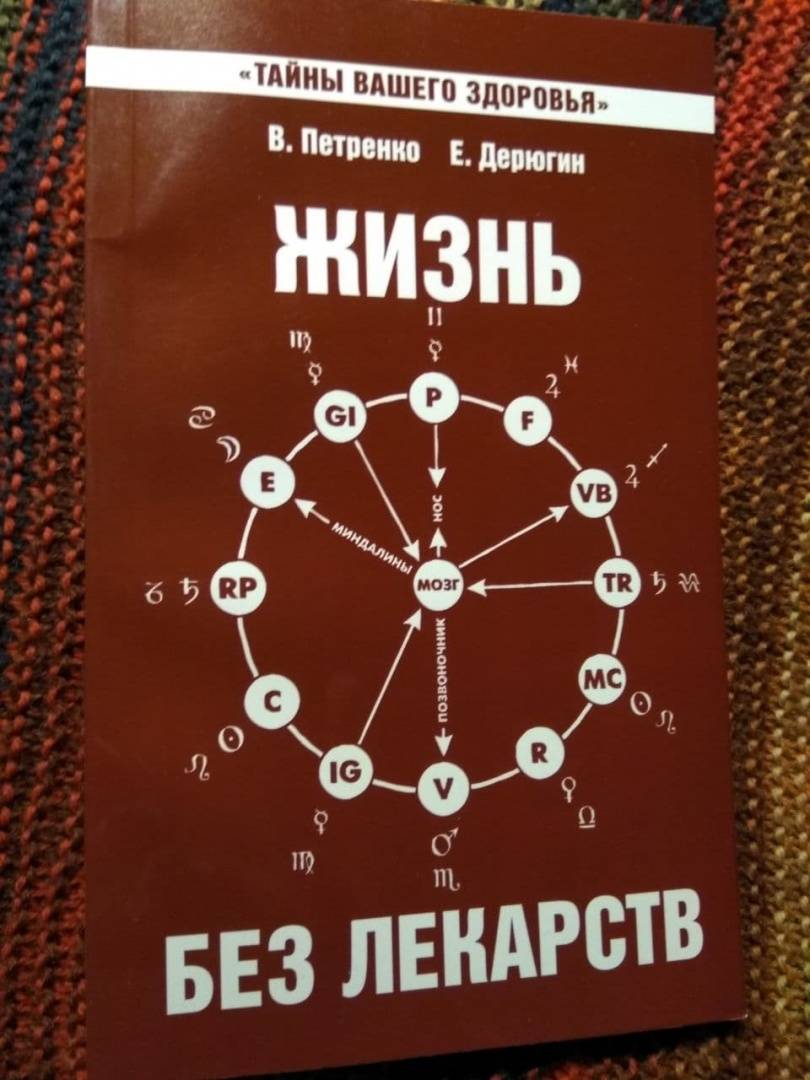 «ТАЙНЫ ВАШЕГО ЗДОРОВЬЯ»
В. Петренко Е. Дерюгин
ЖИЗНЬ
P
GI
F
E
VB
НОС
МИНДАЛИНЫ
RP
МОЗГ
TR
ПОЗВОНОЧНИК
MC
C
R
IG
V
БЕЗ ЛЕКАРСТВ